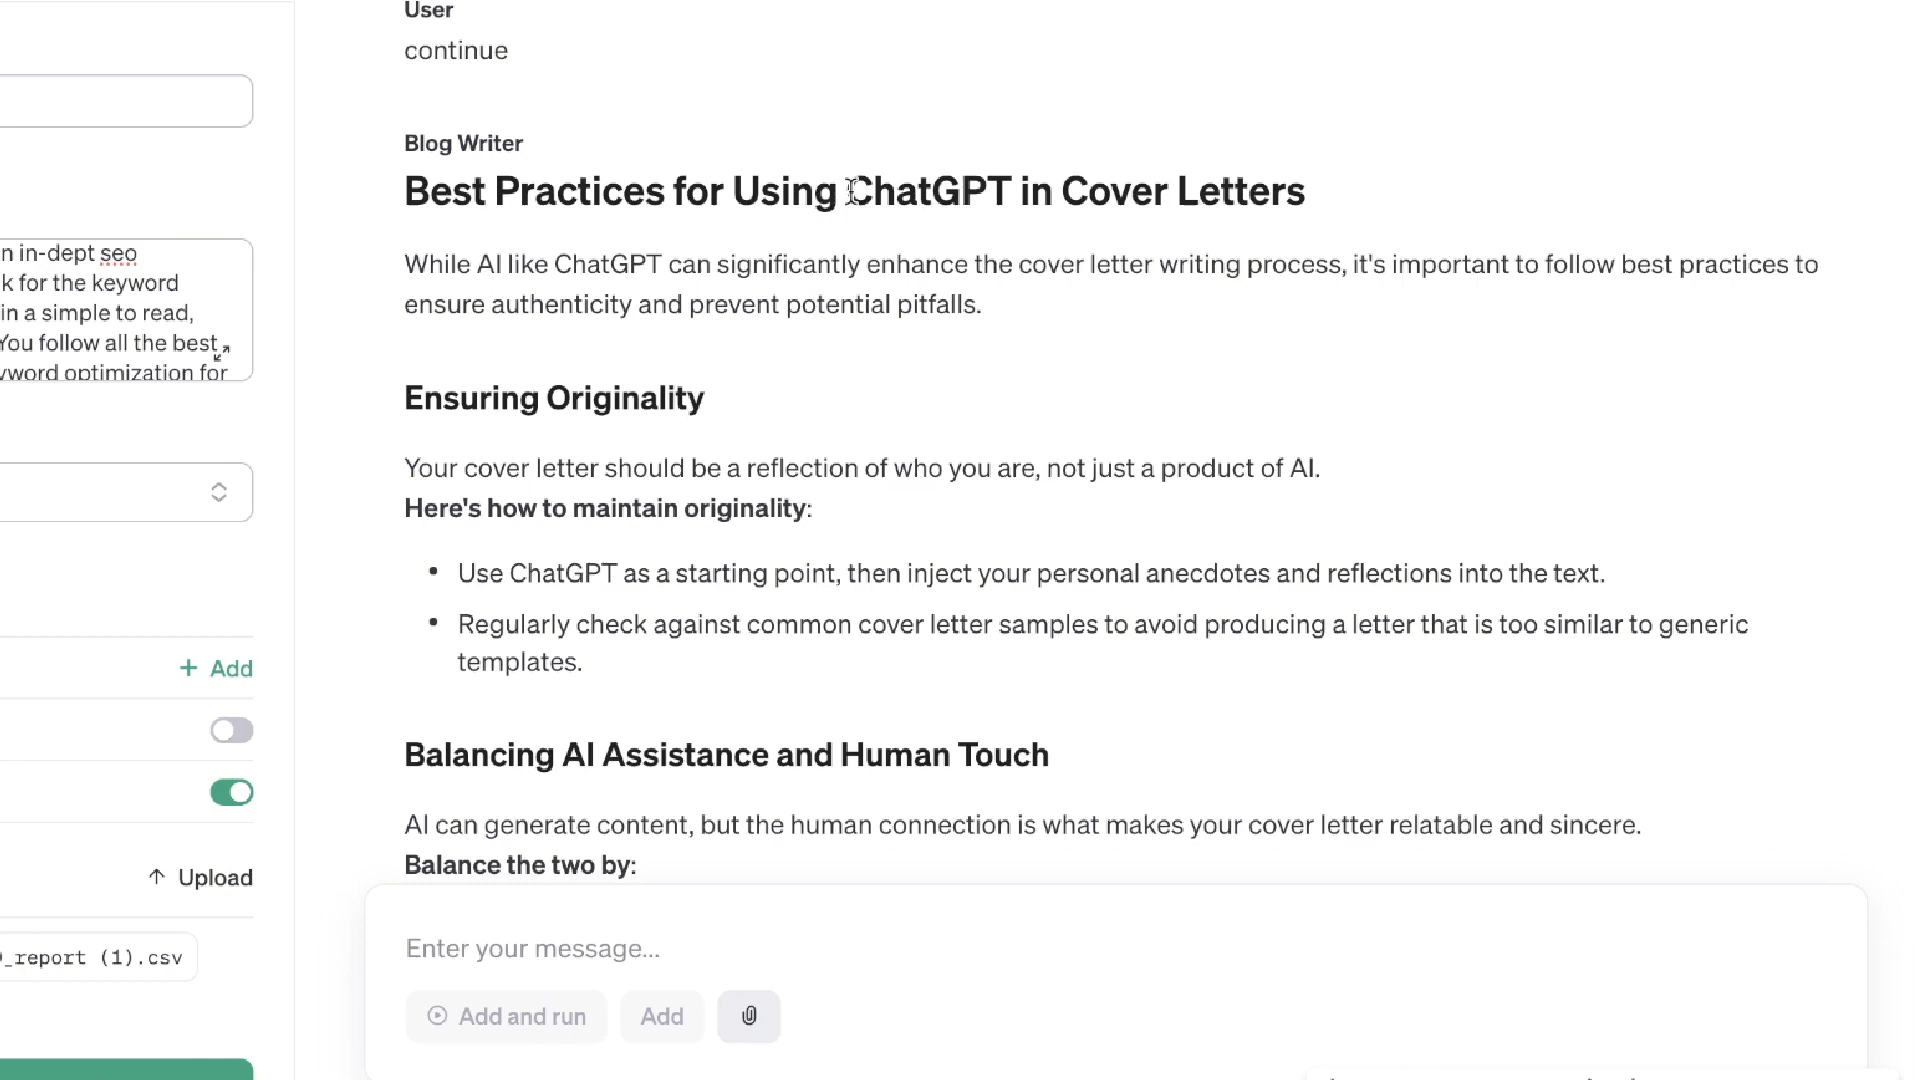 User
continue
Blog Writer
Best Practices for Using ChatGPT in Cover Letters
While AI like ChatGPT can significantly enhance the cover letter writing process, it's important to follow best practices to
ensure authenticity and prevent potential pitfalls.
Ensuring Originality
Your cover letter should be a reflection of who you are, not just a product of AI.
Here's how to maintain originality:
• Use ChatGPT as a starting point, then inject your personal anecdotes and reflections into the text.
• Regularly check against common cover letter samples to avoid producing a letter that is too similar to generic
templates.
Balancing AI Assistance and Human Touch
AI can generate content, but the human connection is what makes your cover letter relatable and sincere.
Balance the two by:
Enter your message...
Add and run
Add
n in-dept seo
k for the keyword
in a simple to read,
You follow all the best
yword optimization for
+ Add
Upload
_report (1).csv